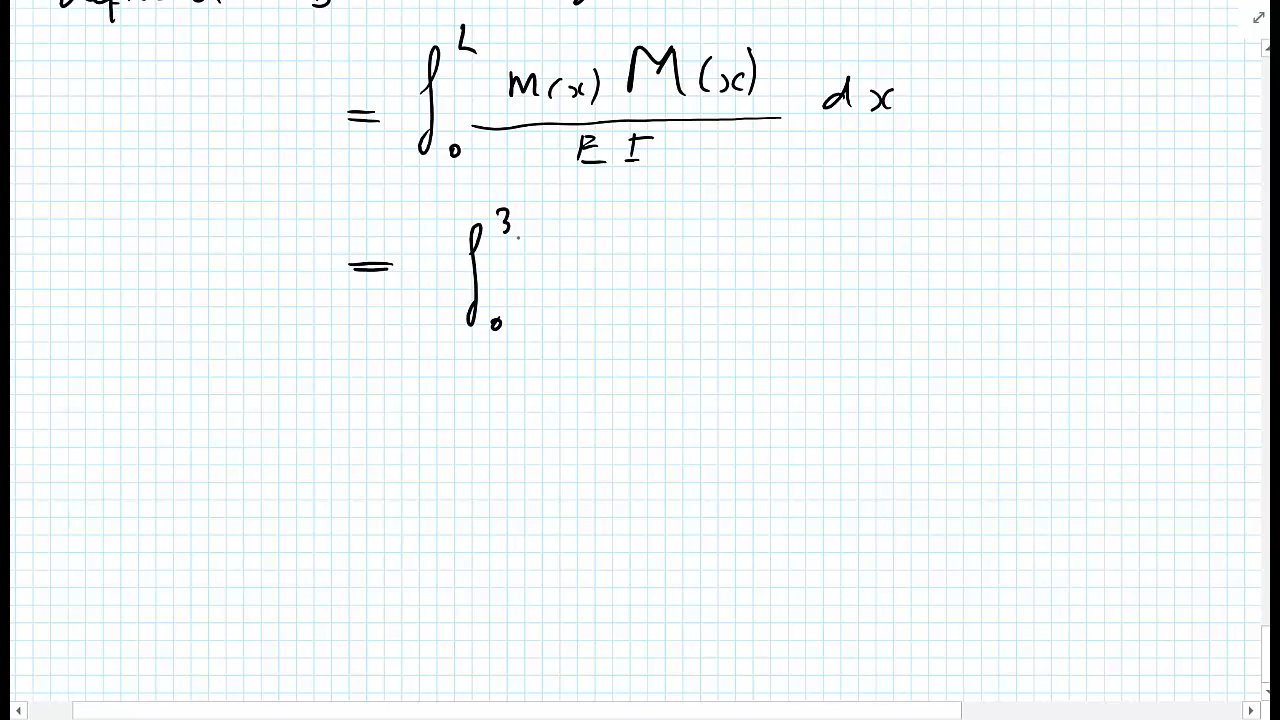 = ∫₀ᴸ m(x) M(x) / EI dx
= ∫₀³